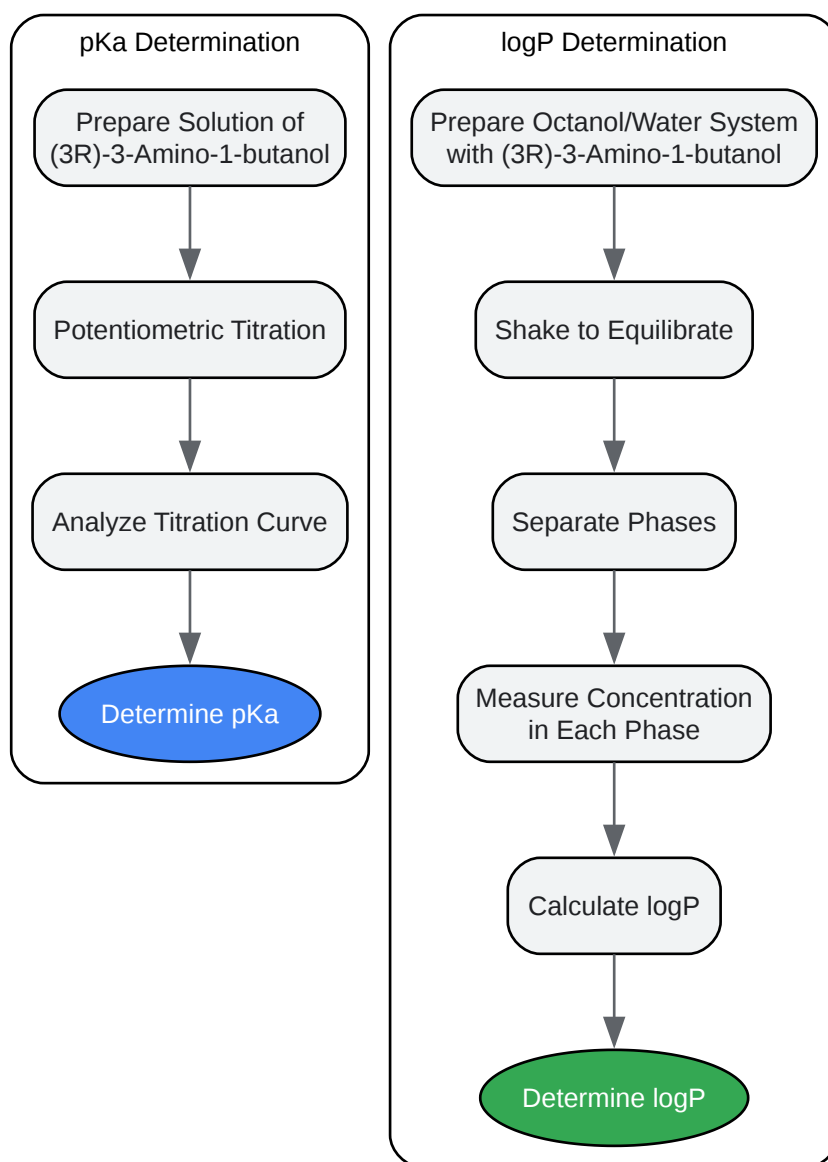 pKa Determination
Prepare Solution of
(3R)-3-Amino-1-butanol
Potentiometric Titration
Analyze Titration Curve
Determine pKa
logP Determination
Prepare Octanol/Water System
with (3R)-3-Amino-1-butanol
Shake to Equilibrate
Separate Phases
Measure Concentration
in Each Phase
Calculate logP
Determine logP